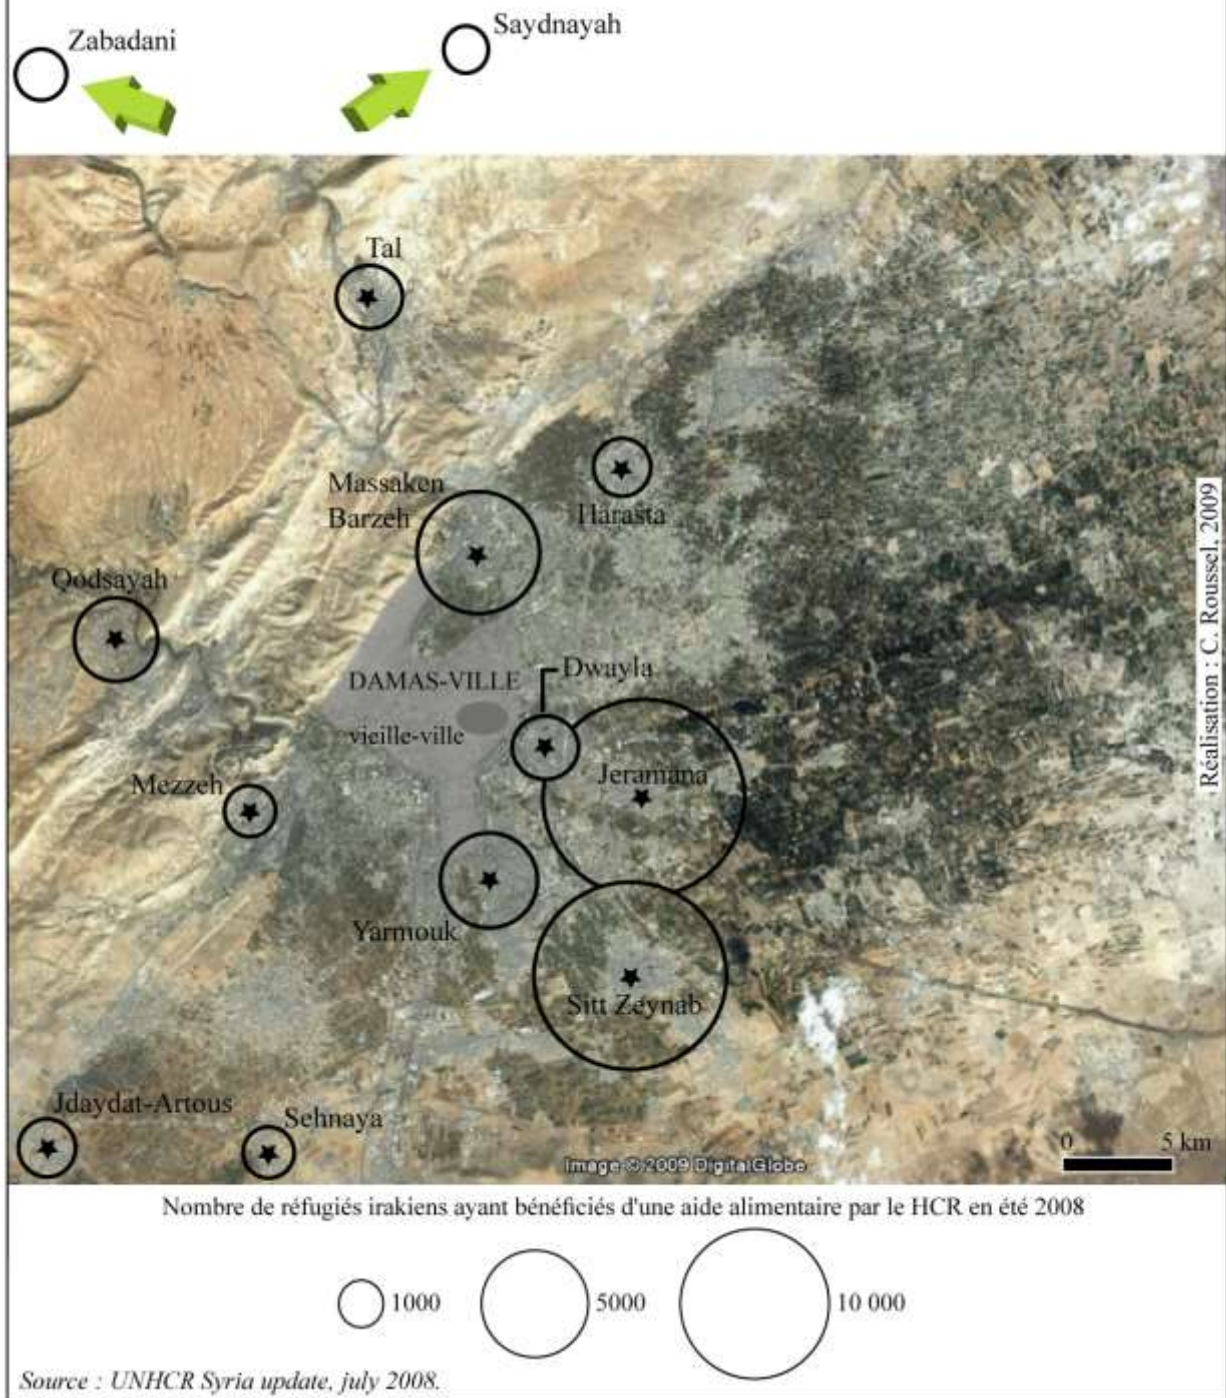 Zabadani
Saydnayah
Tal
Massaken
Barzeh
Harasta
Qodsayah
DAMAS-VILLE
Dwayla
vieille-ville
Jeramana
Mezzeh
Yarmouk
Sitt Zeynab
Jdaydat-Artous
Sehnaya
0 5 km
Image © 2009 DigitalGlobe
Réalisation : C. Roussel, 2009
Nombre de réfugiés irakiens ayant bénéficiés d'une aide alimentaire par le HCR en été 2008
1000 5000 10 000
Source : UNHCR Syria update, july 2008.